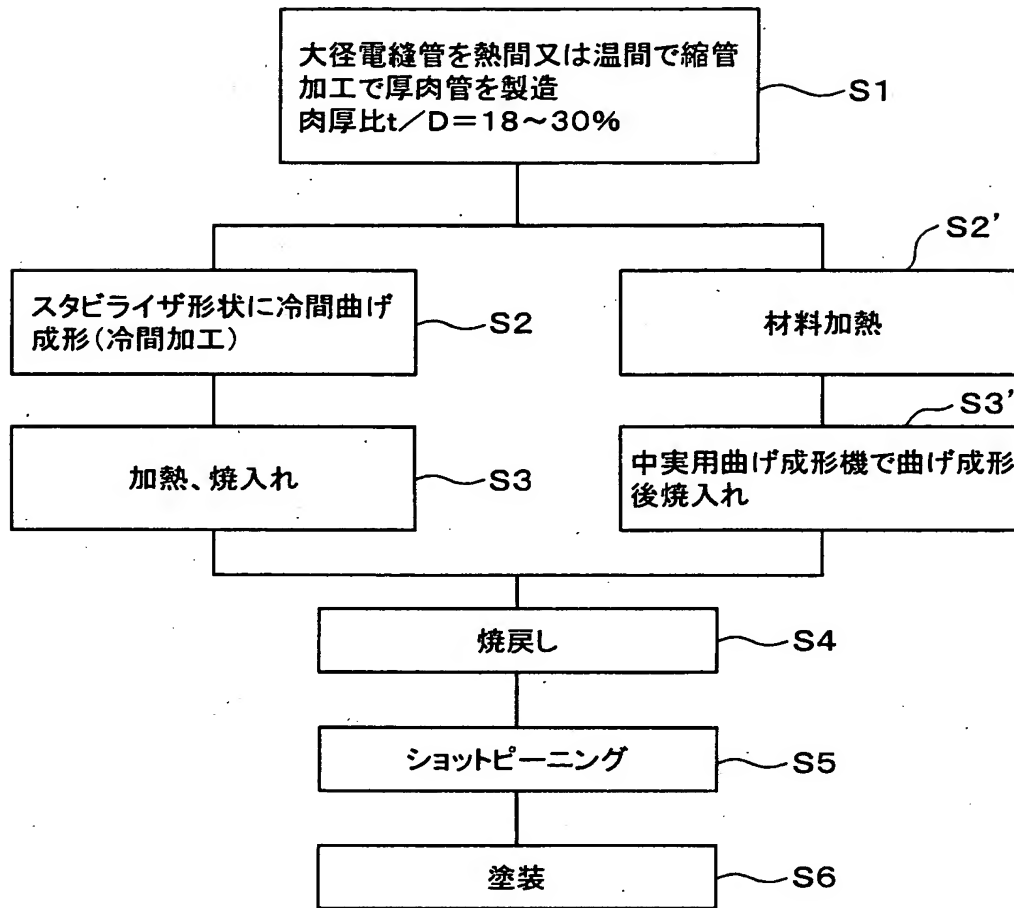 大径電縫管を熱間又は温間で縮管
加工で厚肉管を製造
肉厚比t/D=18~30%
S1
S2'
スタビライザ形状に冷間曲げ
成形(冷間加工)
S2
材料加熱
S3'
加熱、焼入れ
S3
中実用曲げ成形機で曲げ成形
後焼入れ
焼戻し
S4
ショットピーニング
S5
塗装
S6